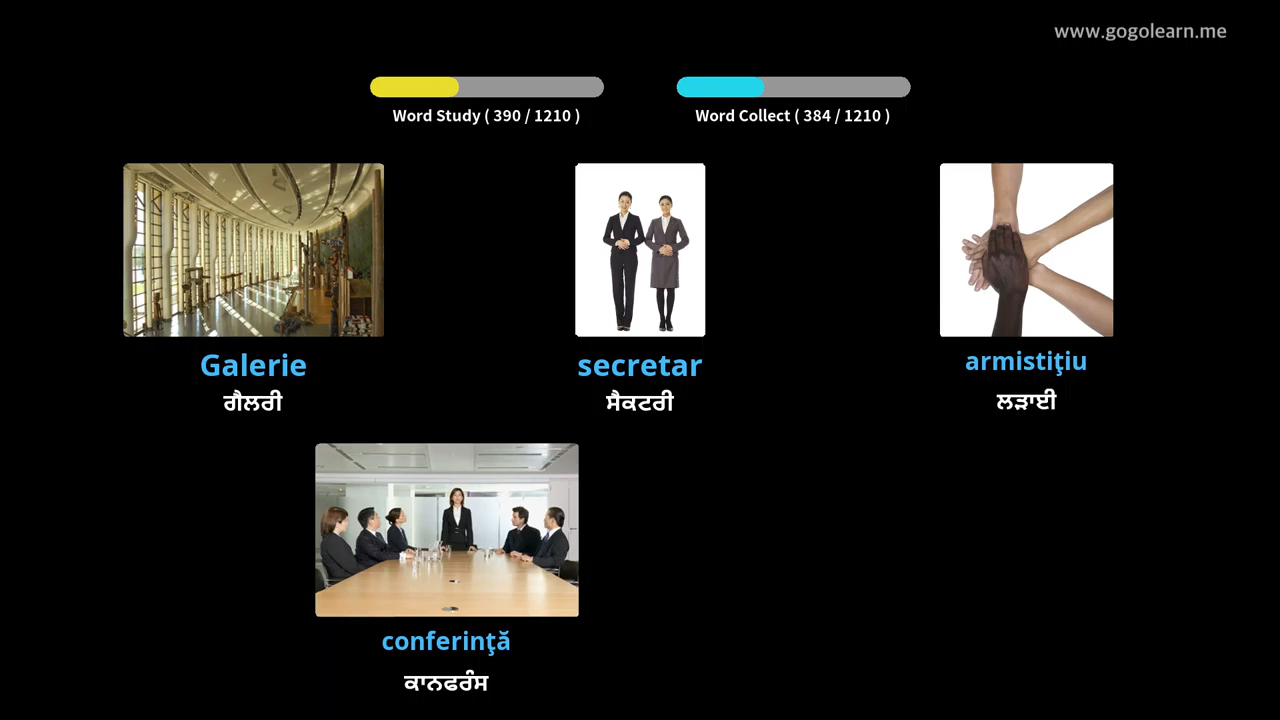 www.gogolearn.me
Word Study ( 390 / 1210 )
Word Collect ( 384 / 1210 )
Galerie
ਗੈਲਰੀ
secretar
ਸੈਕਟਰੀ
armistiţiu
ਲੜਾਈ
conferinţă
ਕਾਨਫਰੰਸ